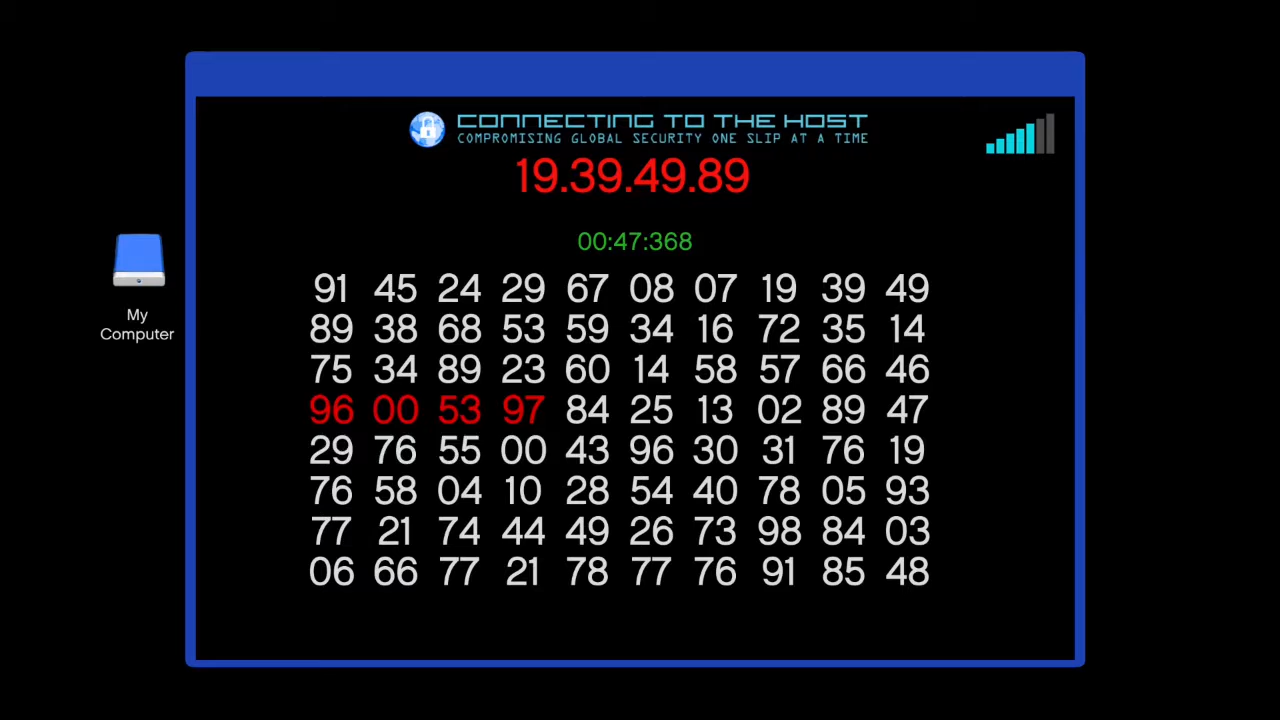 CONNECTING TO THE HOST
COMPROMISING GLOBAL SECURITY ONE SLIP AT A TIME
19.39.49.89
00:47:368
91 45 24 29 67 08 07 19 39 49
89 38 68 53 59 34 16 72 35 14
75 34 89 23 60 14 58 57 66 46
96 00 53 97 84 25 13 02 89 47
29 76 55 00 43 96 30 31 76 19
76 58 04 10 28 54 40 78 05 93
77 21 74 44 49 26 73 98 84 03
06 66 77 21 78 77 76 91 85 48
My
Computer